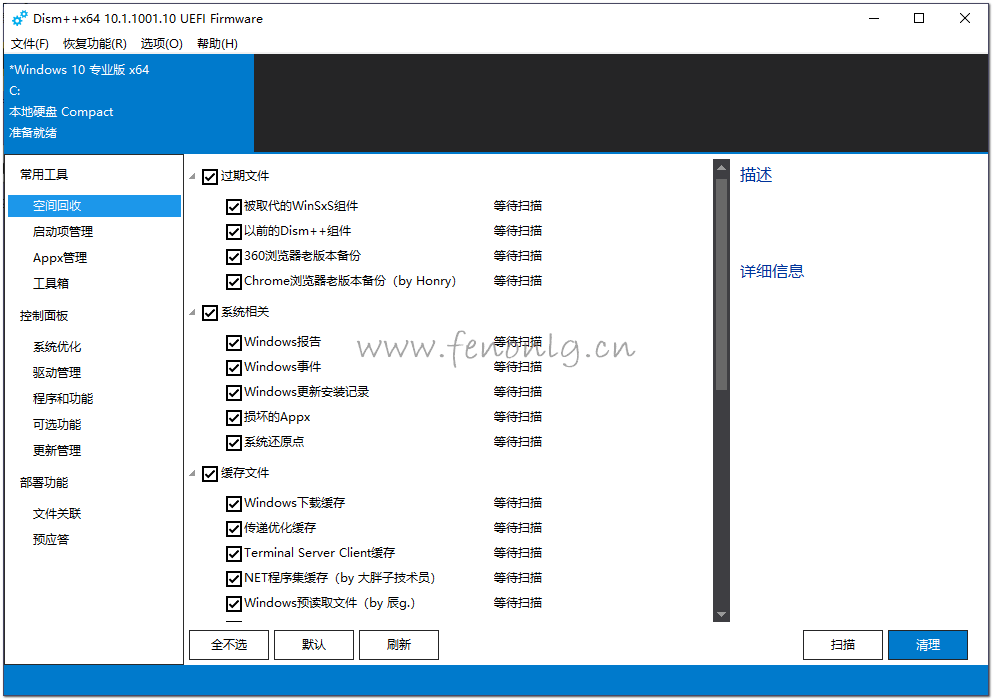 Dism++x64 10.1.1001.10 UEFI Firmware
文件(F) 恢复功能(R) 选项(O) 帮助(H)
*Windows 10 专业版 x64
C:
本地硬盘 Compact
准备就绪
常用工具
空间回收
启动项管理
Appx管理
工具箱
控制面板
系统优化
驱动管理
程序和功能
可选功能
更新管理
部署功能
文件关联
预应答
过期文件
被取代的WinSxS组件 等待扫描
以前的Dism++组件 等待扫描
360浏览器老版本备份 等待扫描
Chrome浏览器老版本备份（by Honry） 等待扫描
系统相关
Windows报告 等待扫描
Windows事件 等待扫描
Windows更新安装记录 等待扫描
损坏的Appx 等待扫描
系统还原点 等待扫描
缓存文件
Windows下载缓存 等待扫描
传递优化缓存 等待扫描
Terminal Server Client缓存 等待扫描
NET程序集缓存（by 大胖子技术员） 等待扫描
Windows预读取文件（by 辰g.） 等待扫描
www.fenonlg.cn
描述
详细信息
全不选 默认 刷新 扫描 清理